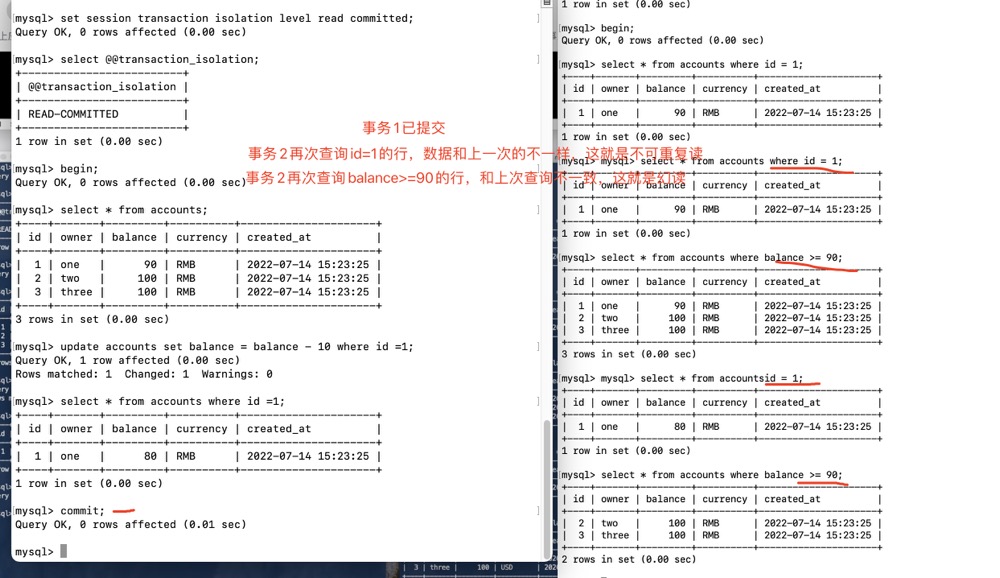 mysql> set session transaction isolation level read committed;
Query OK, 0 rows affected (0.00 sec)
mysql> select @@transaction_isolation;
+-------------------------+
| @@transaction_isolation |
+-------------------------+
| READ-COMMITTED          |
+-------------------------+
1 row in set (0.00 sec)
mysql> begin;
Query OK, 0 rows affected (0.00 sec)
mysql> select * from accounts;
+----+-------+---------+----------+---------------------+
| id | owner | balance | currency | created_at          |
+----+-------+---------+----------+---------------------+
|  1 | one   |      90 | RMB      | 2022-07-14 15:23:25 |
|  2 | two   |     100 | RMB      | 2022-07-14 15:23:25 |
|  3 | three |     100 | RMB      | 2022-07-14 15:23:25 |
+----+-------+---------+----------+---------------------+
3 rows in set (0.00 sec)
mysql> update accounts set balance = balance - 10 where id =1;
Query OK, 1 row affected (0.00 sec)
Rows matched: 1  Changed: 1  Warnings: 0
mysql> select * from accounts where id =1;
+----+-------+---------+----------+---------------------+
| id | owner | balance | currency | created_at          |
+----+-------+---------+----------+---------------------+
|  1 | one   |      80 | RMB      | 2022-07-14 15:23:25 |
+----+-------+---------+----------+---------------------+
1 row in set (0.00 sec)
mysql> commit;
Query OK, 0 rows affected (0.01 sec)
mysql>
事务1已提交
事务2再次查询id=1的行，数据和上一次的不一样，这就是不可重复读
事务2再次查询balance>=90的行，和上次查询不一致，这就是幻读
1 row in set (0.00 sec)
mysql> begin;
Query OK, 0 rows affected (0.00 sec)
mysql> select * from accounts where id = 1;
+----+-------+---------+----------+---------------------+
| id | owner | balance | currency | created_at          |
+----+-------+---------+----------+---------------------+
|  1 | one   |      90 | RMB      | 2022-07-14 15:23:25 |
+----+-------+---------+----------+---------------------+
1 row in set (0.00 sec)
mysql> mysql> select * from accounts where id = 1;
| id | owner | balance | currency | created_at          |
+----+-------+---------+----------+---------------------+
|  1 | one   |      90 | RMB      | 2022-07-14 15:23:25 |
+----+-------+---------+----------+---------------------+
1 row in set (0.00 sec)
mysql> select * from accounts where balance >= 90;
+----+-------+---------+----------+---------------------+
| id | owner | balance | currency | created_at          |
+----+-------+---------+----------+---------------------+
|  1 | one   |      90 | RMB      | 2022-07-14 15:23:25 |
|  2 | two   |     100 | RMB      | 2022-07-14 15:23:25 |
|  3 | three |     100 | RMB      | 2022-07-14 15:23:25 |
+----+-------+---------+----------+---------------------+
3 rows in set (0.00 sec)
mysql> mysql> select * from accountsid = 1;
+----+-------+---------+----------+---------------------+
| id | owner | balance | currency | created_at          |
+----+-------+---------+----------+---------------------+
|  1 | one   |      80 | RMB      | 2022-07-14 15:23:25 |
+----+-------+---------+----------+---------------------+
1 row in set (0.00 sec)
mysql> select * from accounts where balance >= 90;
+----+-------+---------+----------+---------------------+
| id | owner | balance | currency | created_at          |
+----+-------+---------+----------+---------------------+
|  2 | two   |     100 | RMB      | 2022-07-14 15:23:25 |
|  3 | three |     100 | RMB      | 2022-07-14 15:23:25 |
+----+-------+---------+----------+---------------------+
2 rows in set (0.00 sec)
| 3 | three | 100 | USD